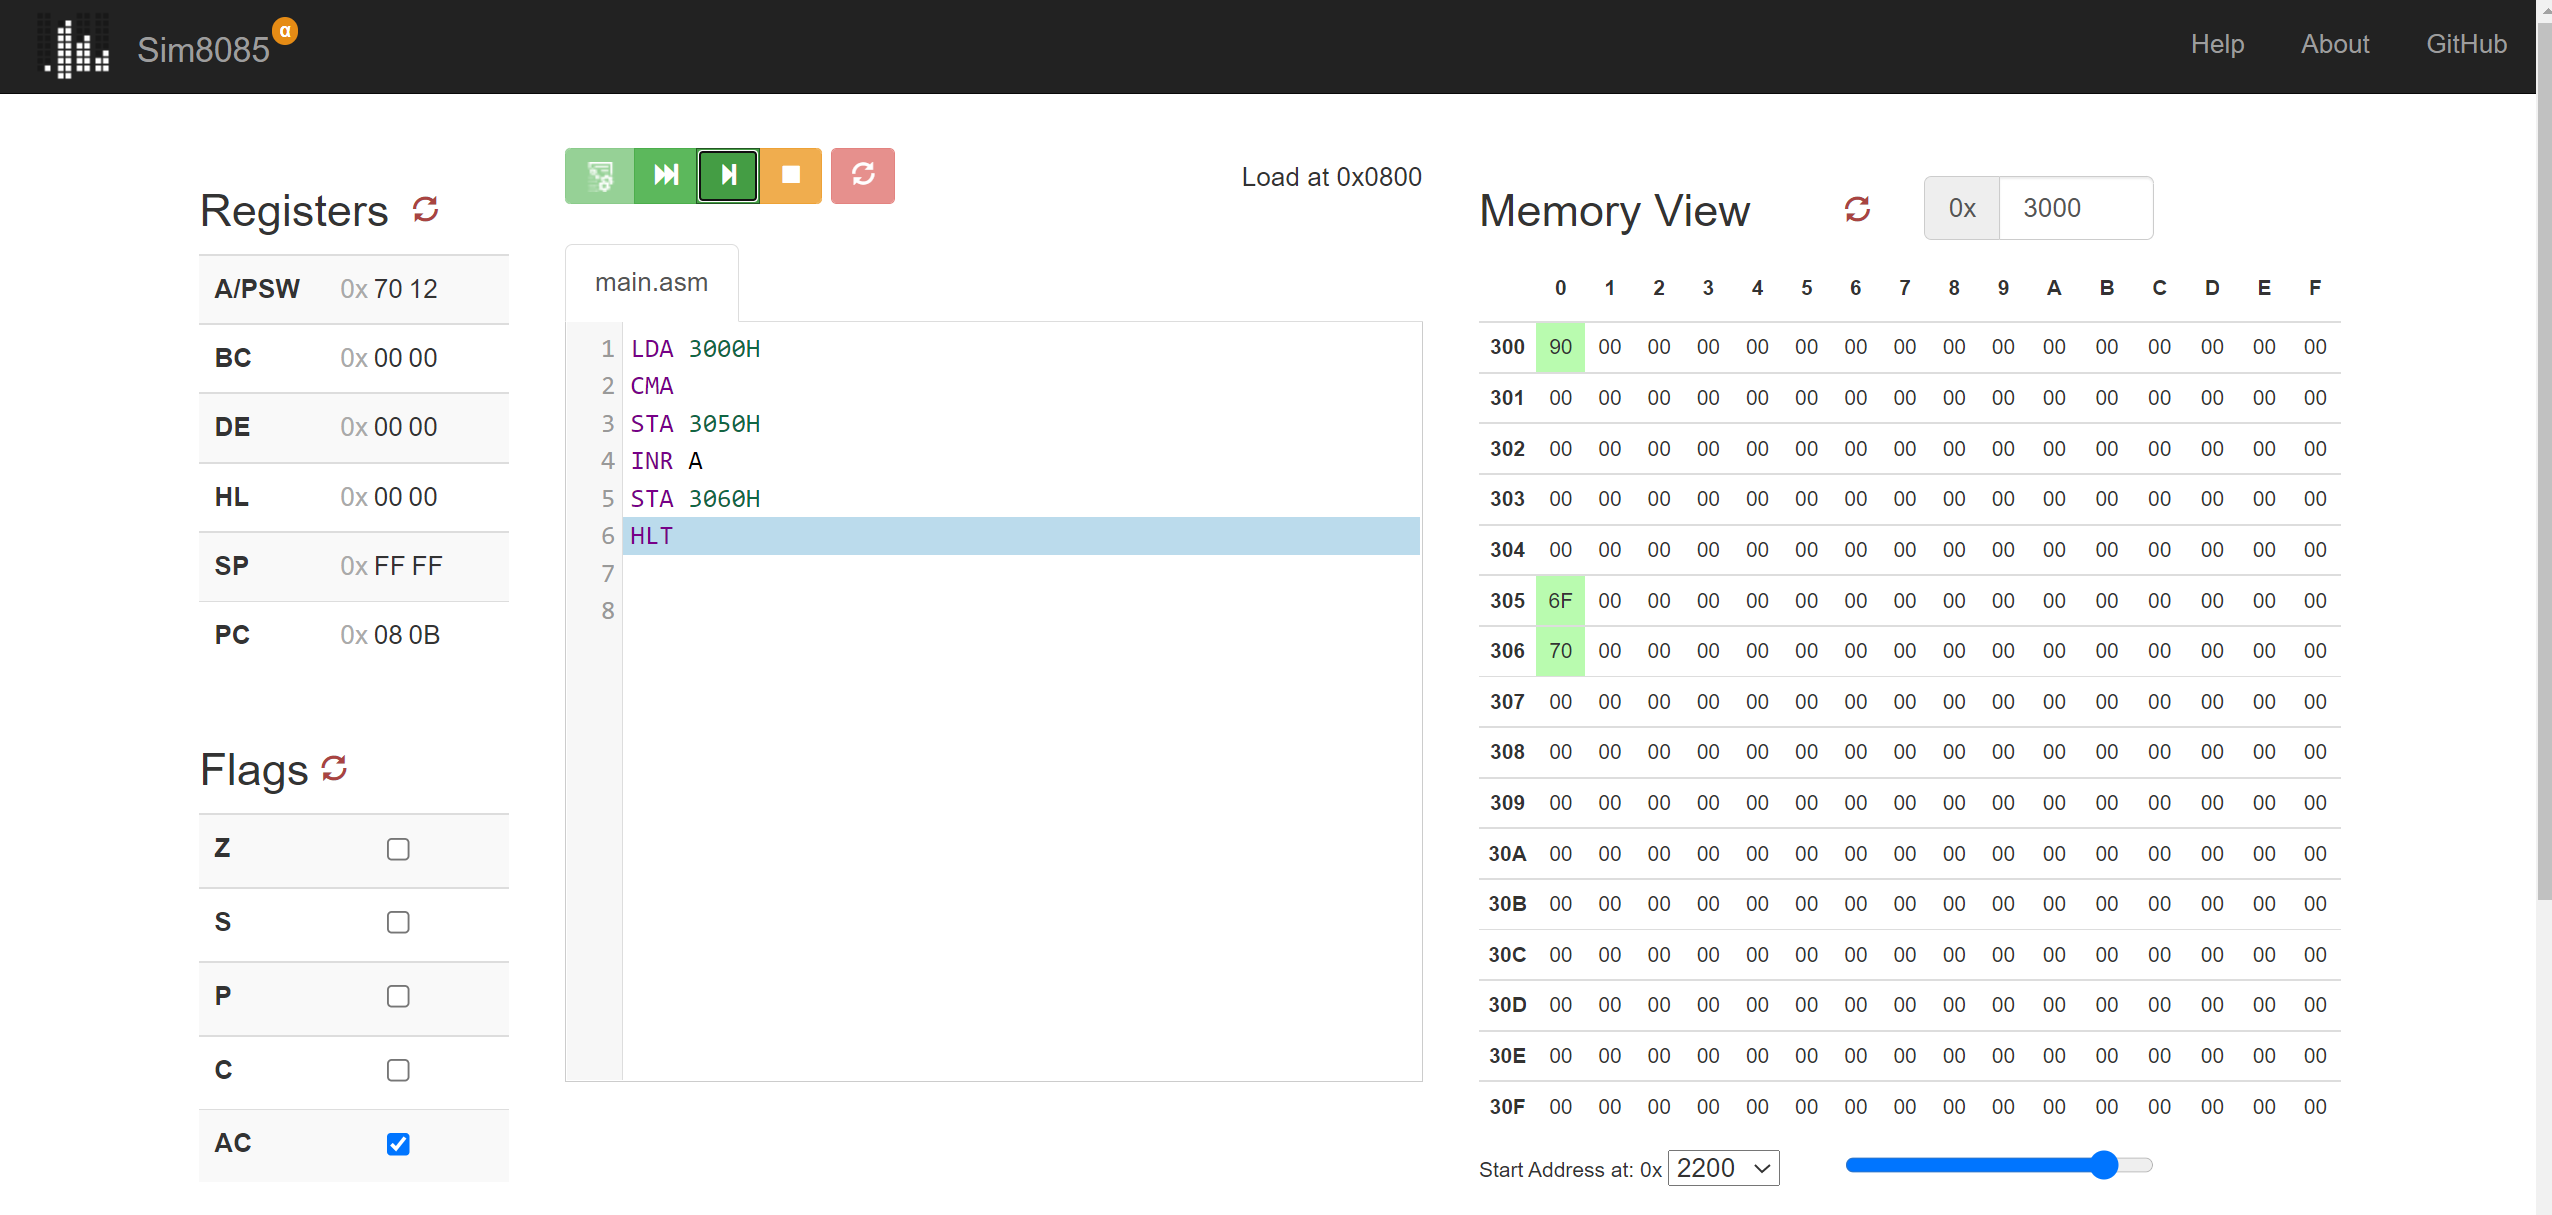 Sim8085 α
Help About GitHub
Load at 0x0800
Registers
A/PSW 0x 70 12
BC 0x 00 00
DE 0x 00 00
HL 0x 00 00
SP 0x FF FF
PC 0x 08 0B
Flags
Z
S
P
C
AC
main.asm
1 LDA 3000H
2 CMA
3 STA 3050H
4 INR A
5 STA 3060H
6 HLT
7
8
Memory View 0x 3000
0 1 2 3 4 5 6 7 8 9 A B C D E F
300 90 00 00 00 00 00 00 00 00 00 00 00 00 00 00 00
301 00 00 00 00 00 00 00 00 00 00 00 00 00 00 00 00
302 00 00 00 00 00 00 00 00 00 00 00 00 00 00 00 00
303 00 00 00 00 00 00 00 00 00 00 00 00 00 00 00 00
304 00 00 00 00 00 00 00 00 00 00 00 00 00 00 00 00
305 6F 00 00 00 00 00 00 00 00 00 00 00 00 00 00 00
306 70 00 00 00 00 00 00 00 00 00 00 00 00 00 00 00
307 00 00 00 00 00 00 00 00 00 00 00 00 00 00 00 00
308 00 00 00 00 00 00 00 00 00 00 00 00 00 00 00 00
309 00 00 00 00 00 00 00 00 00 00 00 00 00 00 00 00
30A 00 00 00 00 00 00 00 00 00 00 00 00 00 00 00 00
30B 00 00 00 00 00 00 00 00 00 00 00 00 00 00 00 00
30C 00 00 00 00 00 00 00 00 00 00 00 00 00 00 00 00
30D 00 00 00 00 00 00 00 00 00 00 00 00 00 00 00 00
30E 00 00 00 00 00 00 00 00 00 00 00 00 00 00 00 00
30F 00 00 00 00 00 00 00 00 00 00 00 00 00 00 00 00
Start Address at: 0x 2200